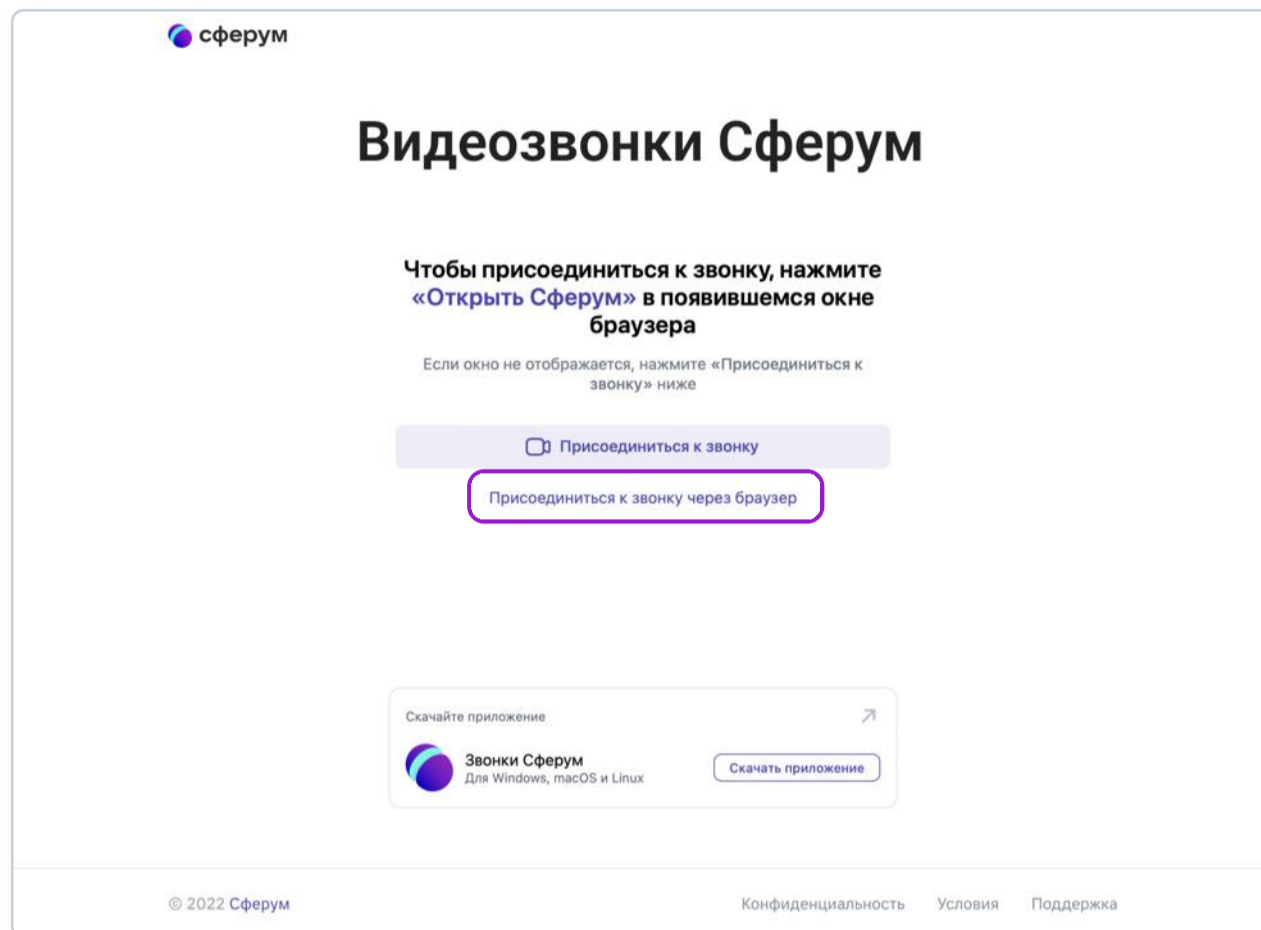 сферум
Видеозвонки Сферум
Чтобы присоединиться к звонку, нажмите
«Открыть Сферум» в появившемся окне
браузера
Если окно не отображается, нажмите «Присоединиться к
звонку» ниже
Присоединиться к звонку
Присоединиться к звонку через браузер
Скачайте приложение
Звонки Сферум
Для Windows, macOS и Linux
Скачать приложение
© 2022 Сферум
Конфиденциальность Условия Поддержка